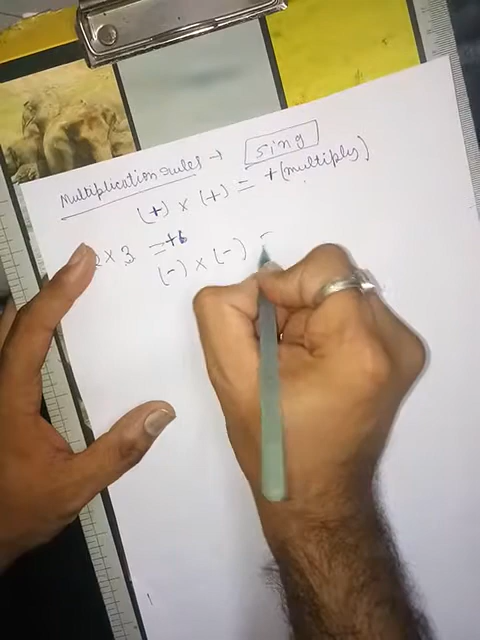 Multiplication rules → sing
(+) × (+) = + (multiply)
2 × 3 = +6
(-) × (-) =